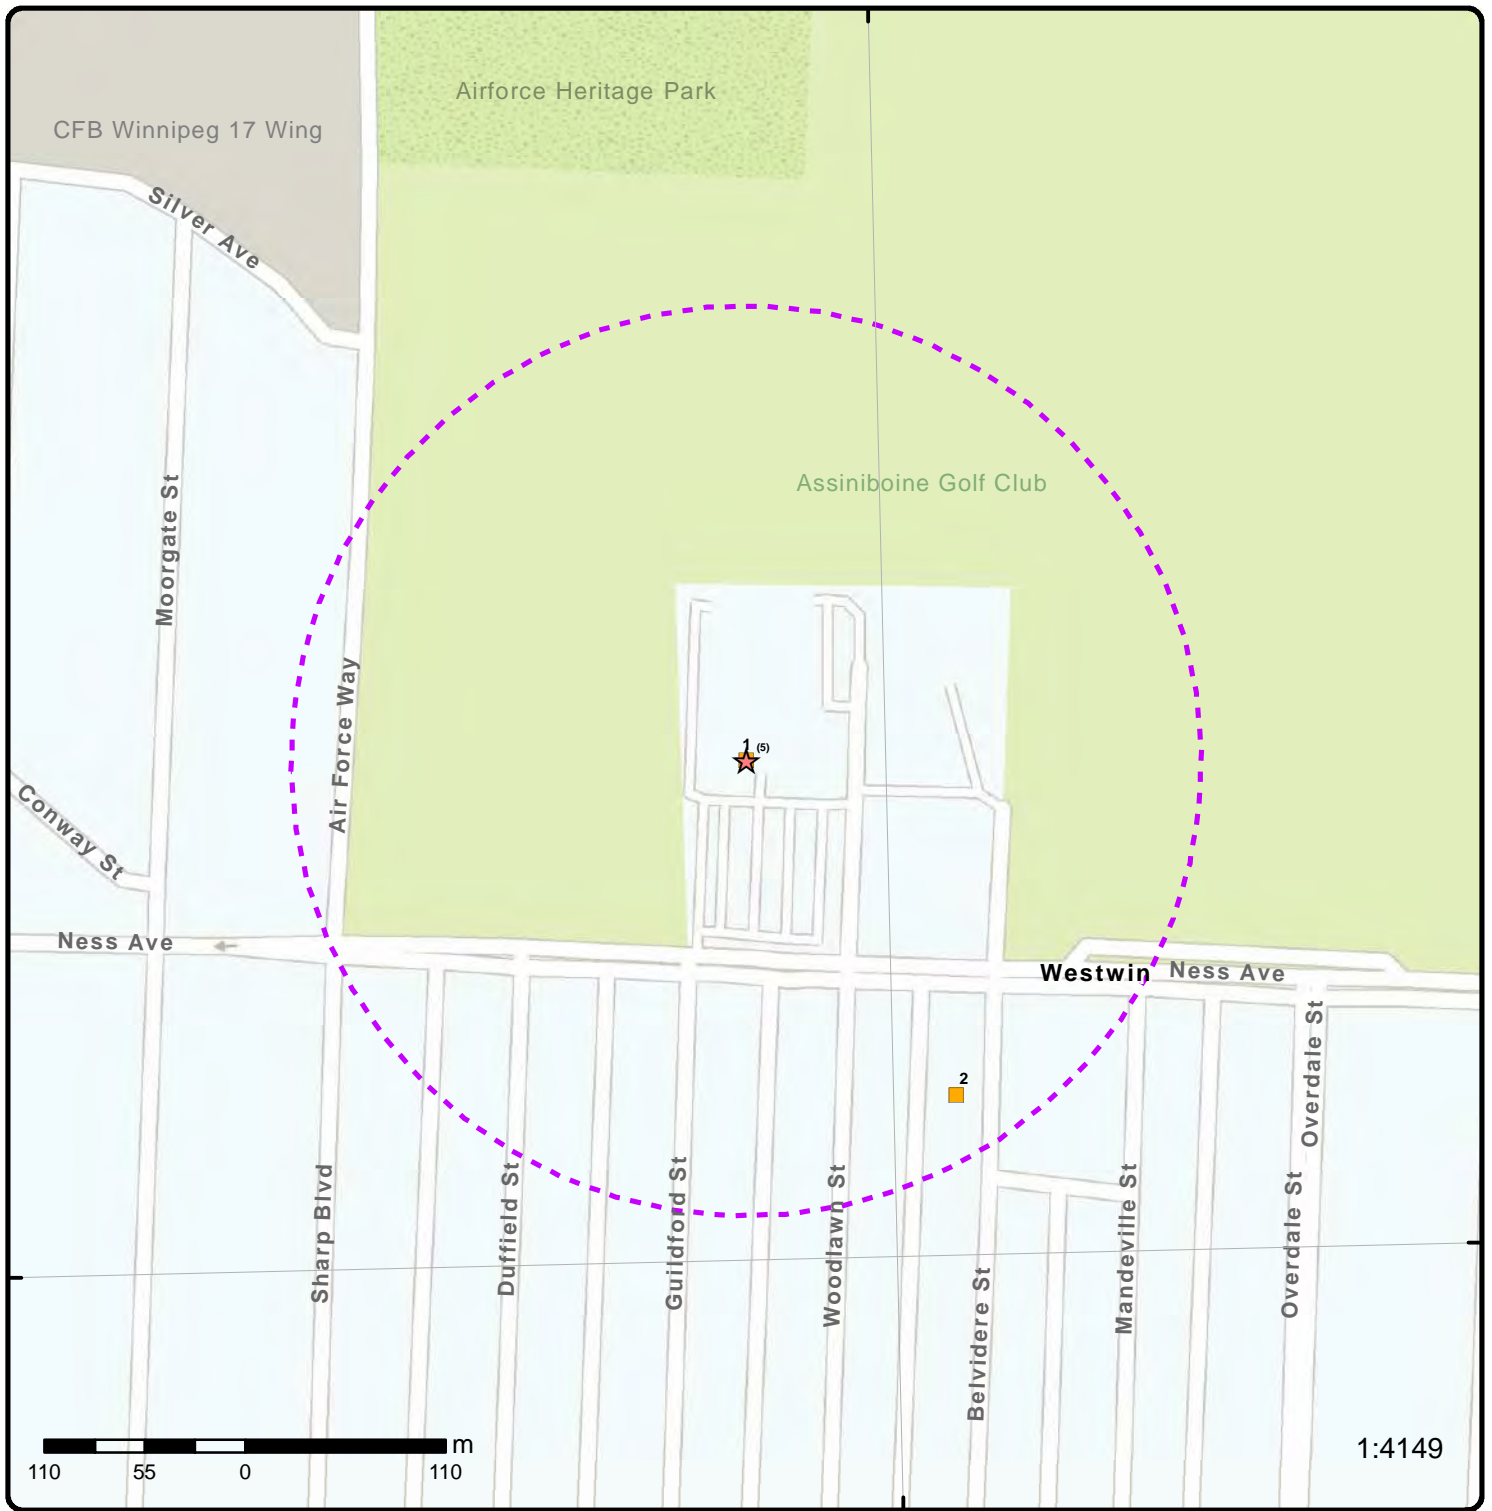 Airforce Heritage Park
CFB Winnipeg 17 Wing
Silver Ave
Moorgate St
Assiniboine Golf Club
Air Force Way
1 (5)
Conway St
Ness Ave
Westwin
Ness Ave
Overdale St
2
Sharp Blvd
Duffield St
Guildford St
Woodlawn St
Belvidere St
Mandeville St
Overdale St
m
110 55 0 110
1:4149